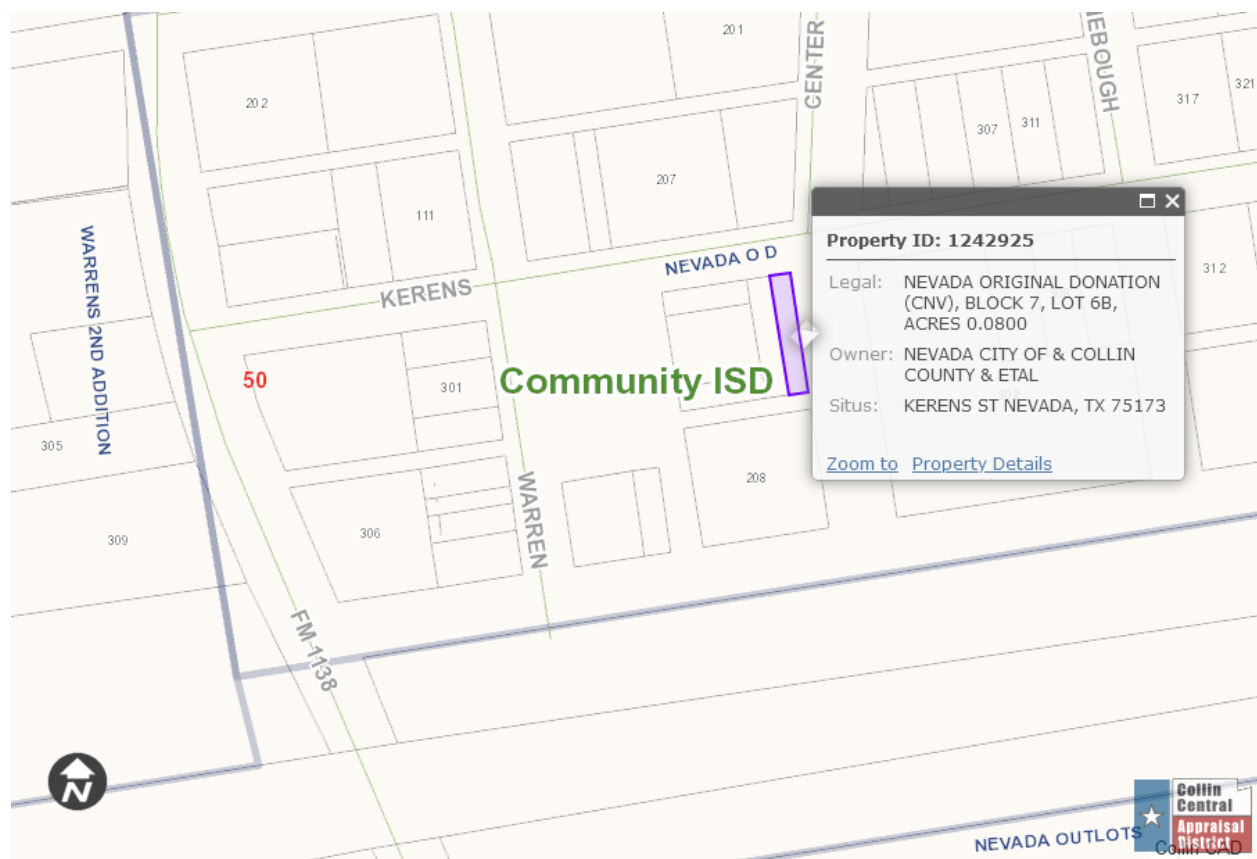 201
CENTER
NEBOUGH
317
321
202
307
311
207
111
WARRENS 2ND ADDITION
NEVADA O D
KERENS
312
Property ID: 1242925
Legal: NEVADA ORIGINAL DONATION
(CNV), BLOCK 7, LOT 6B,
ACRES 0.0800
Owner: NEVADA CITY OF & COLLIN
COUNTY & ETAL
Situs: KERENS ST NEVADA, TX 75173
Zoom to Property Details
50
301
Community ISD
305
WARREN
208
309
306
FM 1138
N
Collin
Central
Appraisal
District
Collin CAD
NEVADA OUTLOTS